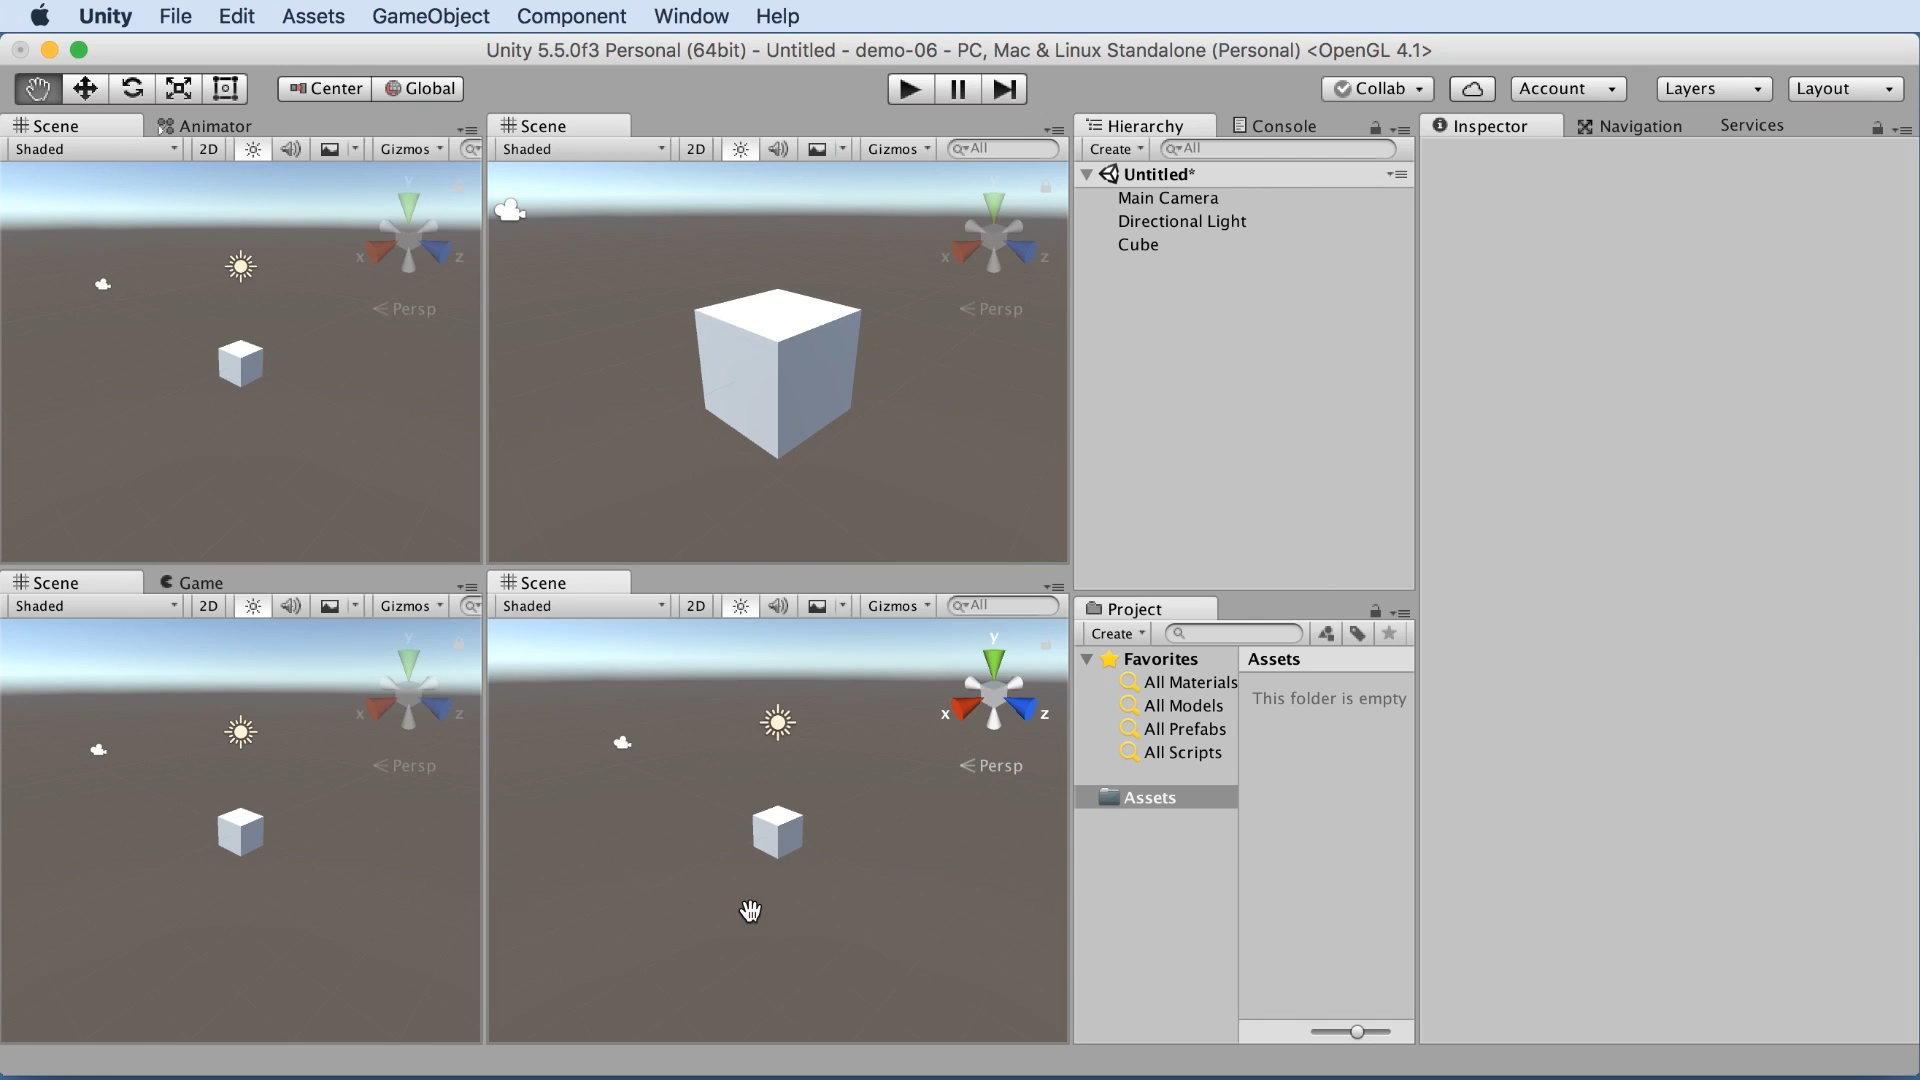 Unity File Edit Assets GameObject Component Window Help
Unity 5.5.0f3 Personal (64bit) - Untitled - demo-06 - PC, Mac & Linux Standalone (Personal) <OpenGL 4.1>
Center Global Collab Account Layers Layout
Scene Animator
Shaded 2D Gizmos
y
x z
Persp
Scene
Shaded 2D Gizmos All
y
x z
Persp
Hierarchy Console
Create All
Untitled*
Main Camera
Directional Light
Cube
Inspector Navigation Services
Scene Game
Shaded 2D Gizmos
y
x z
Persp
Scene
Shaded 2D Gizmos All
y
x z
Persp
Project
Create
Favorites
All Materials
All Models
All Prefabs
All Scripts
Assets
Assets
This folder is empty